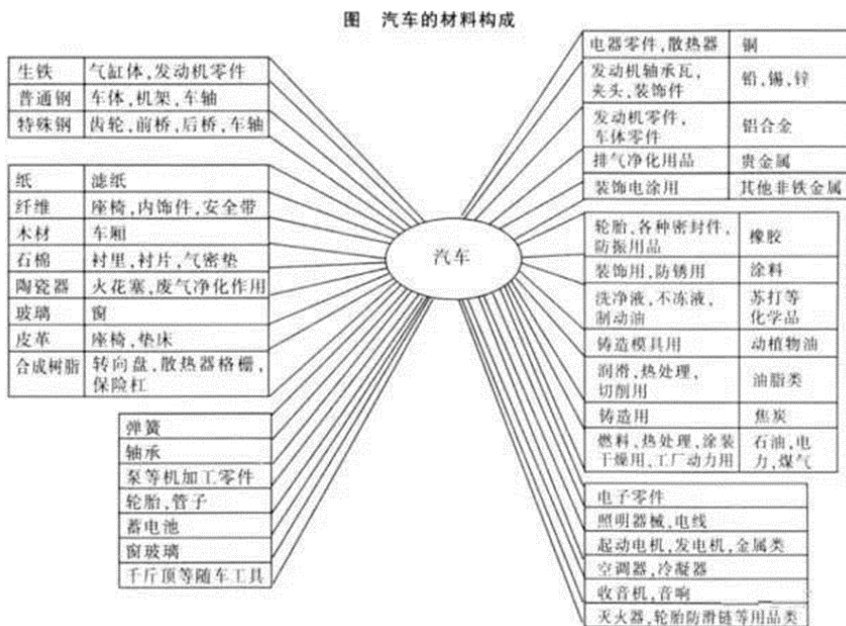 图 汽车的材料构成
生铁 气缸体,发动机零件
普通钢 车体,机架,车轴
特殊钢 齿轮,前桥,后桥,车轴
纸 滤纸
纤维 座椅,内饰件,安全带
木材 车厢
石棉 衬里,衬片,气密垫
陶瓷器 火花塞,废气净化作用
玻璃 窗
皮革 座椅,垫床
合成树脂 转向盘,散热器格栅,
保险杠
弹簧
轴承
泵等机加工零件
轮胎,管子
蓄电池
窗玻璃
千斤顶等随车工具
汽车
电器零件,散热器 铜
发动机轴承瓦,
夹头,装饰件 铅,锡,锌
发动机零件,
车体零件 铝合金
排气净化用品 贵金属
装饰电涂用 其他非铁金属
轮胎,各种密封件,
防振用品 橡胶
装饰用,防锈用 涂料
洗净液,不冻液, 苏打等
制动油 化学品
铸造模具用 动植物油
润滑,热处理,
切削用 油脂类
铸造用 焦炭
燃料,热处理,涂装 石油,电
干燥用,工厂动力用 力,煤气
电子零件
照明器械,电线
起动电机,发电机,金属类
空调器,冷凝器
收音机,音响
灭火器,轮胎防滑链等用品类